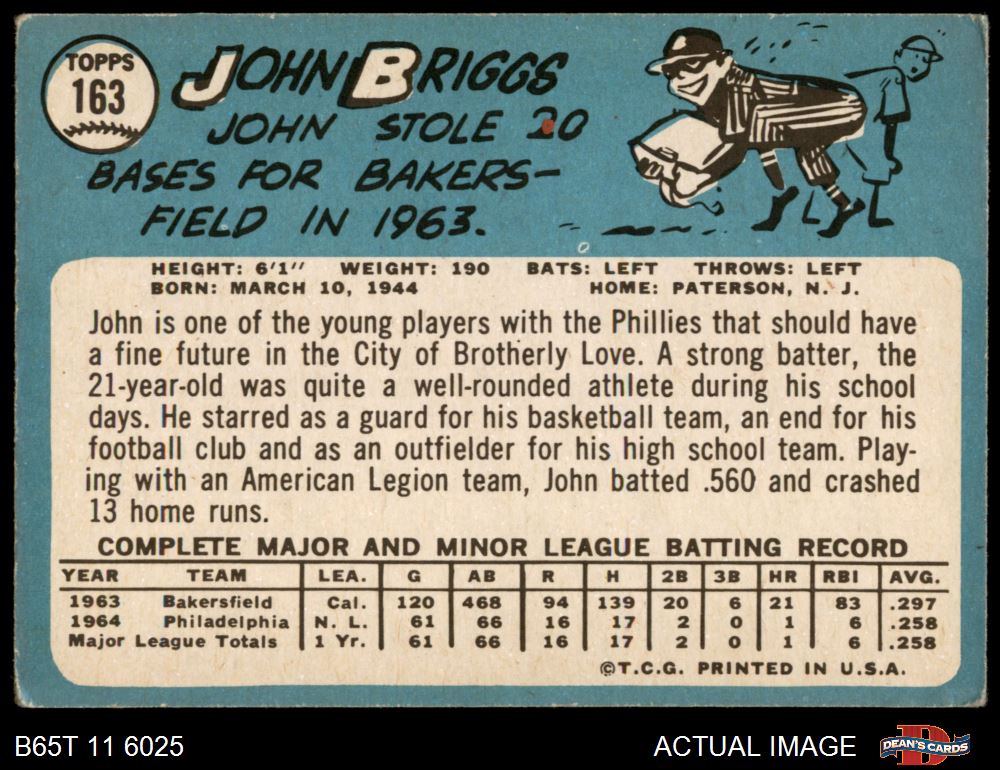 TOPPS
163
JOHN BRIGGS
JOHN STOLE 20
BASES FOR BAKERS-
FIELD IN 1963.
HEIGHT: 6'1" WEIGHT: 190 BATS: LEFT THROWS: LEFT
BORN: MARCH 10, 1944 HOME: PATERSON, N. J.
John is one of the young players with the Phillies that should have
a fine future in the City of Brotherly Love. A strong batter, the
21-year-old was quite a well-rounded athlete during his school
days. He starred as a guard for his basketball team, an end for his
football club and as an outfielder for his high school team. Play-
ing with an American Legion team, John batted .560 and crashed
13 home runs.
COMPLETE MAJOR AND MINOR LEAGUE BATTING RECORD
YEAR TEAM LEA. G AB R H 2B 3B HR RBI AVG.
1963 Bakersfield Cal. 120 468 94 139 20 6 21 83 .297
1964 Philadelphia N. L. 61 66 16 17 2 0 1 6 .258
Major League Totals 1 Yr. 61 66 16 17 2 0 1 6 .258
©T.C.G. PRINTED IN U.S.A.
B65T 11 6025 ACTUAL IMAGE
DEAN'S CARDS